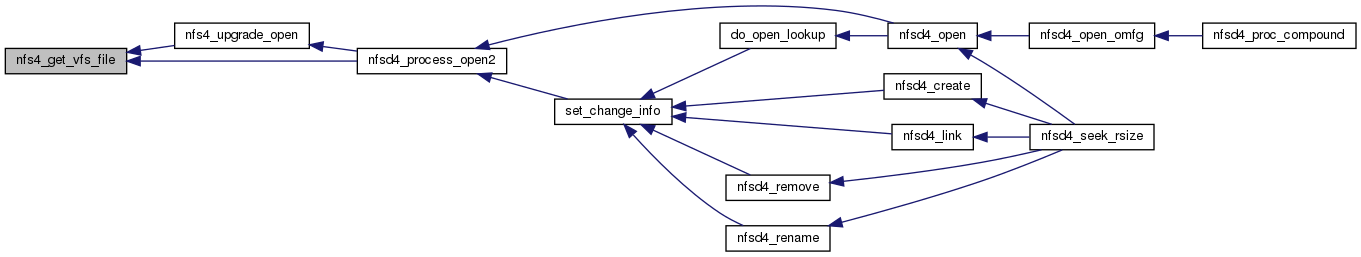 nfs4_get_vfs_file
nfs4_upgrade_open
nfsd4_process_open2
set_change_info
do_open_lookup
nfsd4_open
nfsd4_open_omfg
nfsd4_proc_compound
nfsd4_create
nfsd4_link
nfsd4_seek_rsize
nfsd4_remove
nfsd4_rename